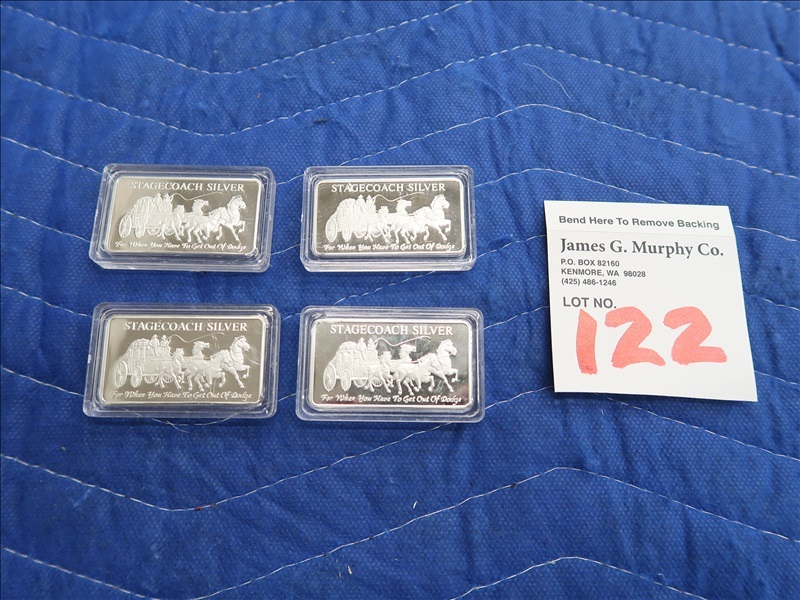 STAGECOACH SILVER
For When You Have To Get Out Of Dodge
STAGECOACH SILVER
For When You Have To Get Out Of Dodge
STAGECOACH SILVER
For When You Have To Get Out Of Dodge
STAGECOACH SILVER
For When You Have To Get Out Of Dodge
Bend Here To Remove Backing
James G. Murphy Co.
P.O. BOX 82160
KENMORE, WA 98028
(425) 486-1246
LOT NO.
122